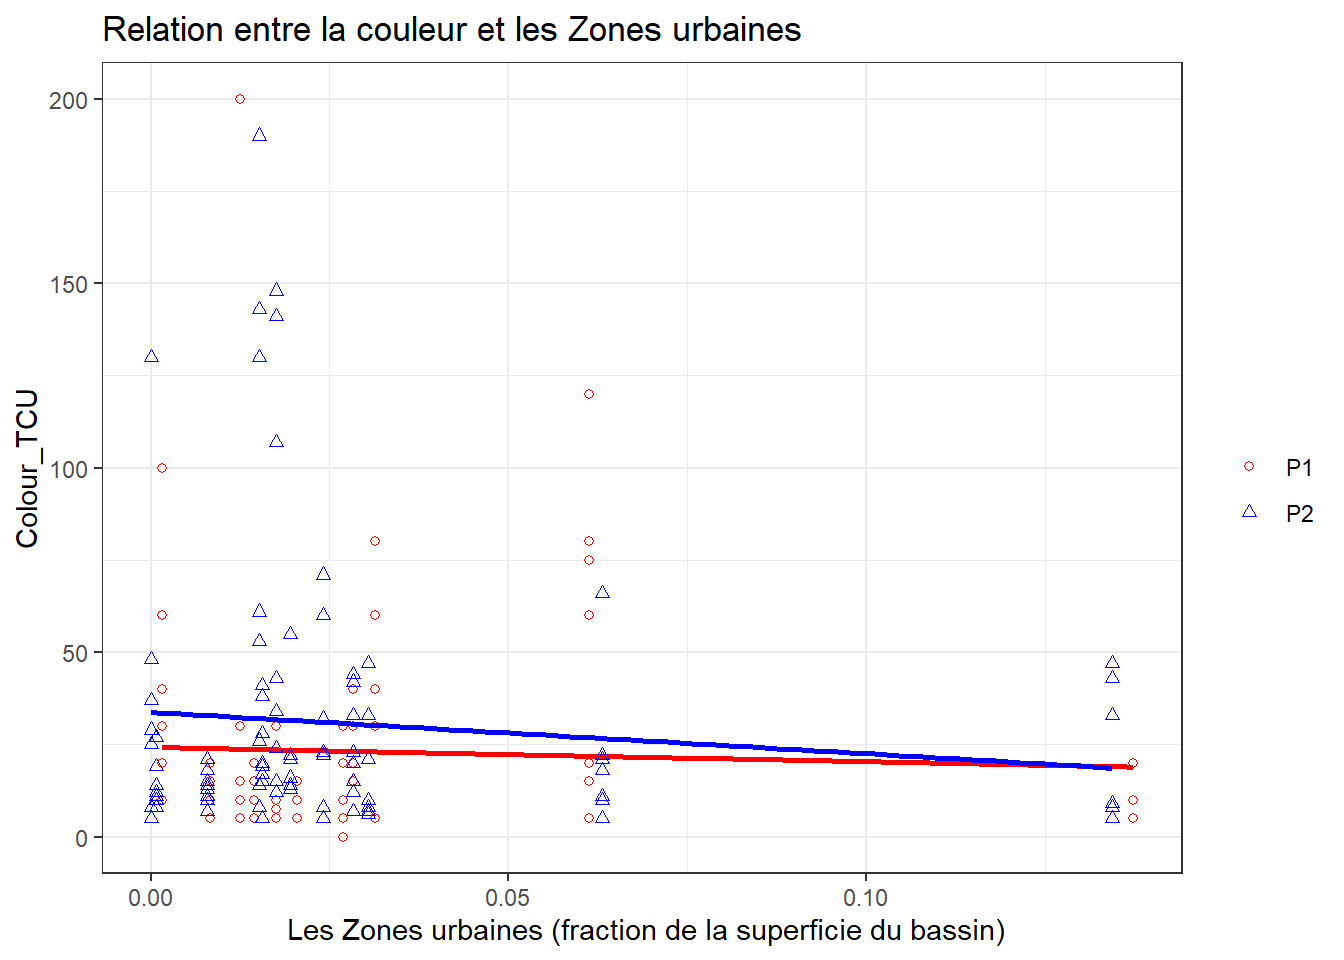 Relation entre la couleur et les Zones urbaines
200
150
100
50
0
Colour_TCU
0.00
0.05
0.10
Les Zones urbaines (fraction de la superficie du bassin)
P1
P2